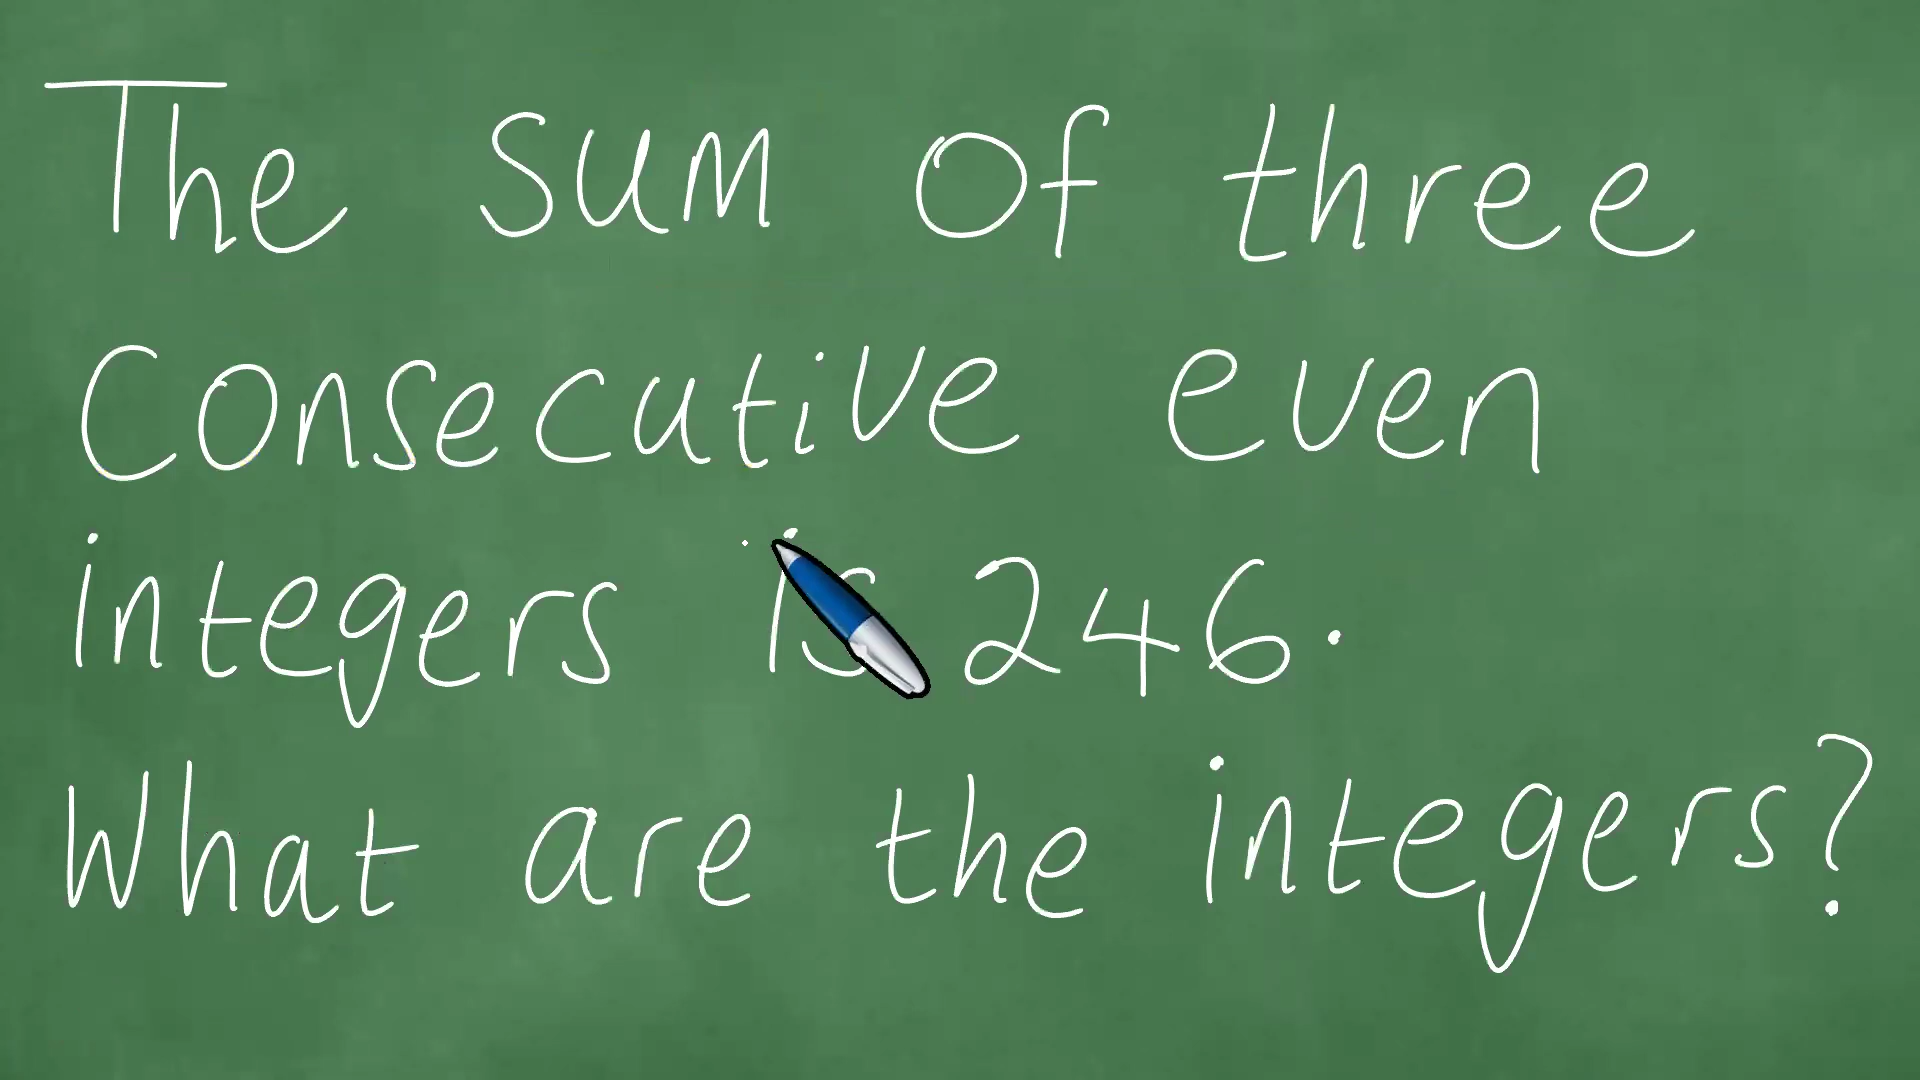 The sum of three
consecutive even
integers is 246.
What are the integers?